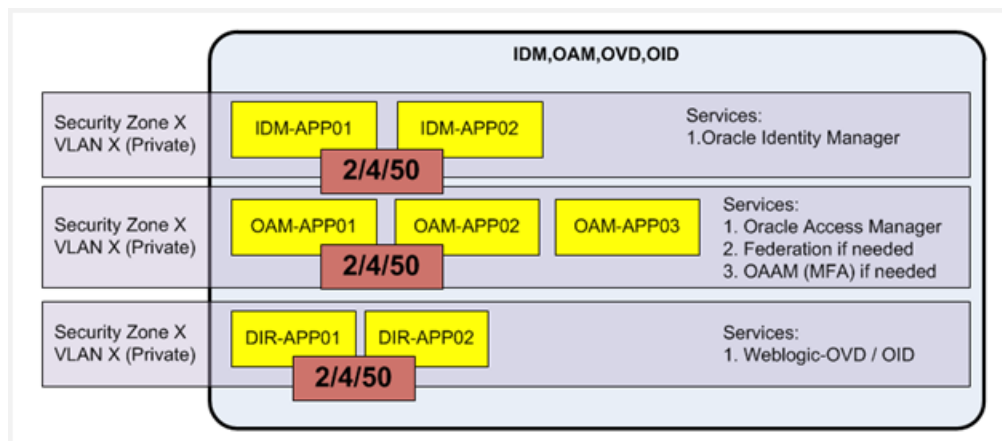 IDM,OAM,OVD,OID
Security Zone X
VLAN X (Private)
IDM-APP01
IDM-APP02
2/4/50
Services:
1.Oracle Identity Manager
Security Zone X
VLAN X (Private)
OAM-APP01
OAM-APP02
OAM-APP03
2/4/50
Services:
1. Oracle Access Manager
2. Federation if needed
3. OAAM (MFA) if needed
Security Zone X
VLAN X (Private)
DIR-APP01
DIR-APP02
2/4/50
Services:
1. Weblogic-OVD / OID